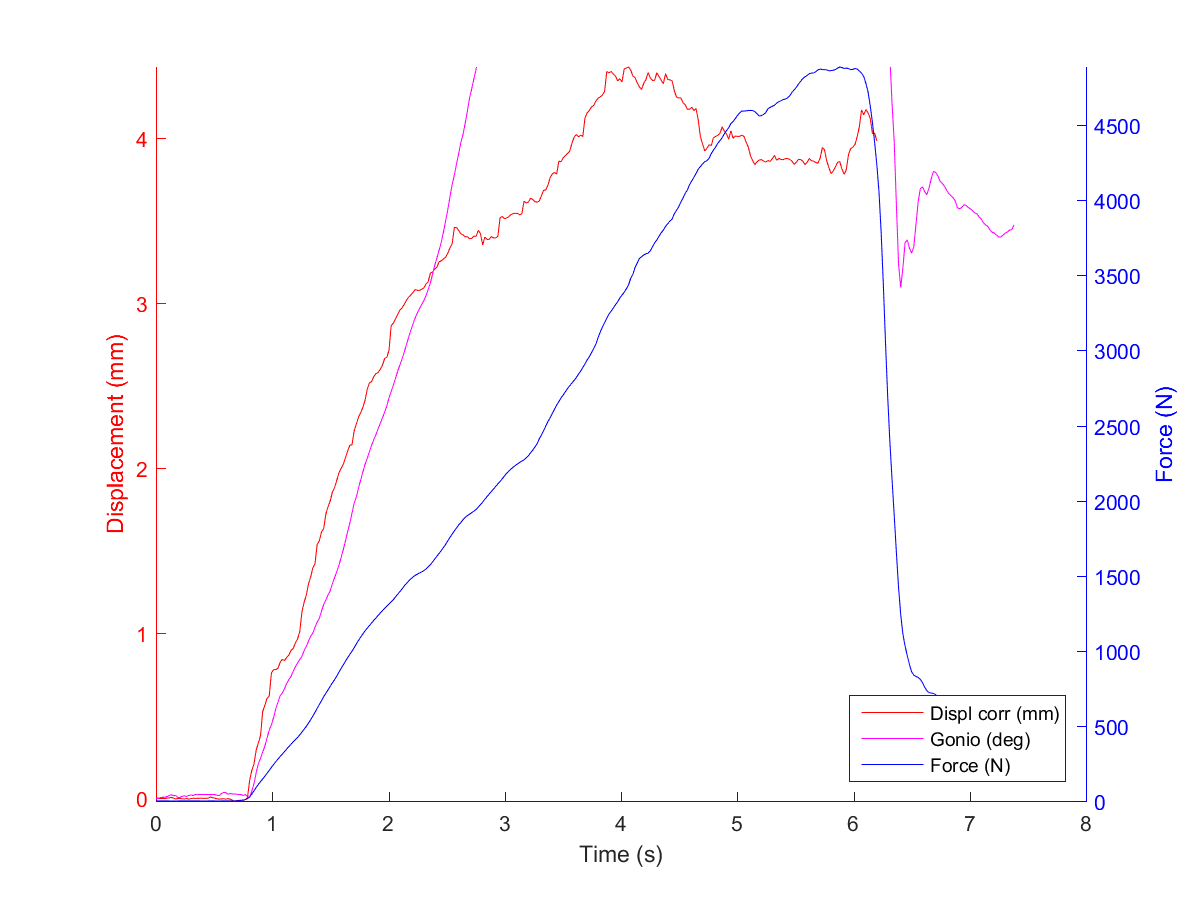 Displacement (mm)
4
3
2
1
0
4500
4000
3500
3000
2500
2000
1500
1000
500
0
Force (N)
Displ corr (mm)
Gonio (deg)
Force (N)
0 1 2 3 4 5 6 7 8
Time (s)